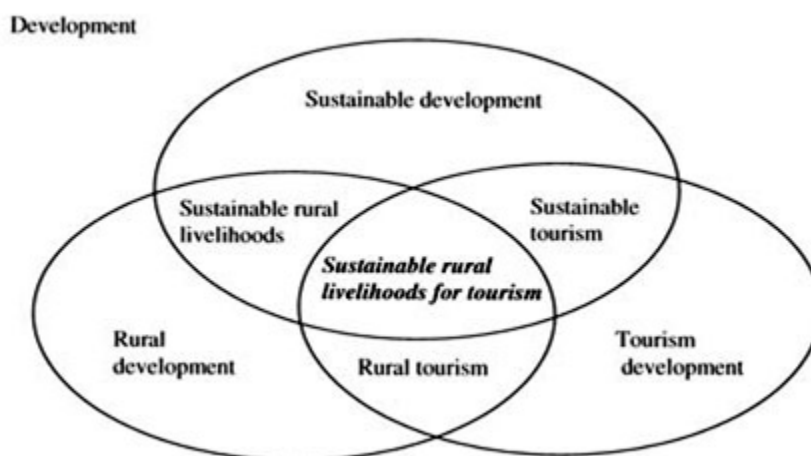 Development
Sustainable development
Sustainable rural
livelihoods
Sustainable
tourism
Sustainable rural
livelihoods for tourism
Rural
development
Rural tourism
Tourism
development